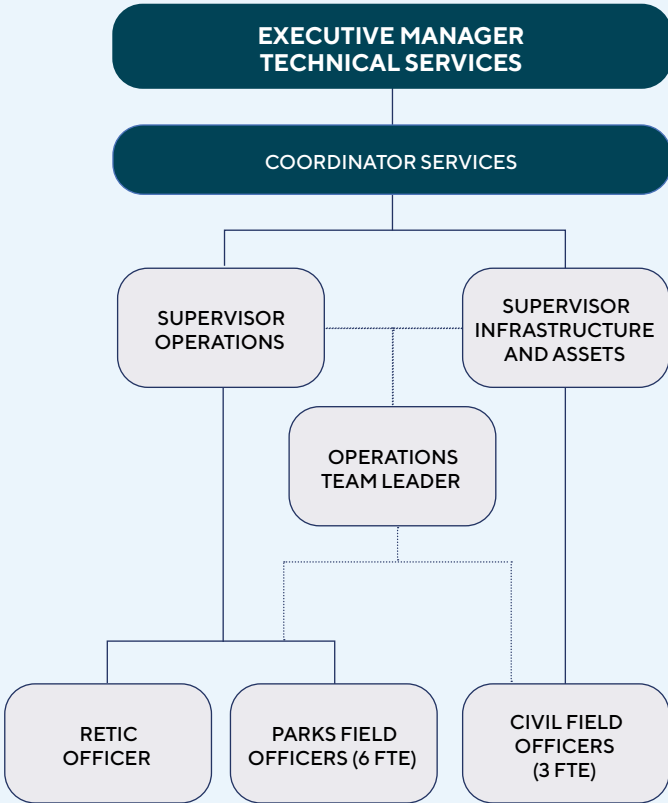 EXECUTIVE MANAGER
TECHNICAL SERVICES
COORDINATOR SERVICES
SUPERVISOR
OPERATIONS
SUPERVISOR
INFRASTRUCTURE
AND ASSETS
OPERATIONS
TEAM LEADER
RETIC
OFFICER
PARKS FIELD
OFFICERS (6 FTE)
CIVIL FIELD
OFFICERS
(3 FTE)